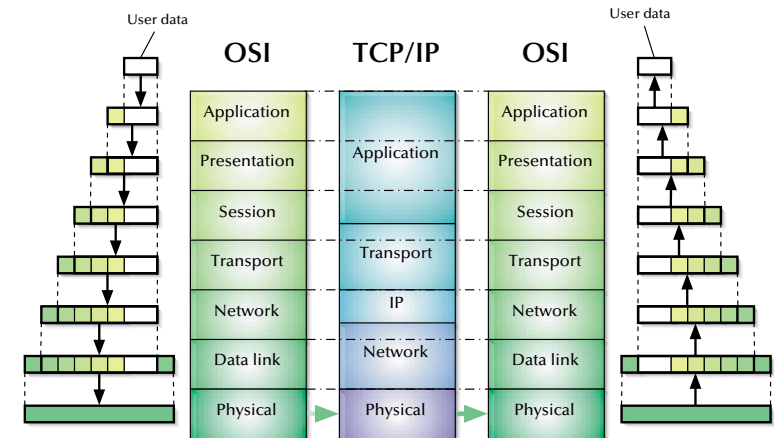 User data
User data
OSI
TCP/IP
OSI
Application
Presentation
Session
Transport
Network
Data link
Physical
Application
Transport
IP
Network
Physical
Application
Presentation
Session
Transport
Network
Data link
Physical